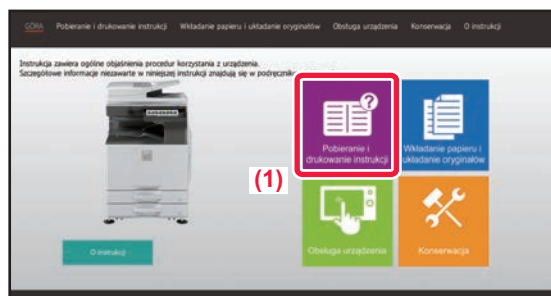 GÓRA Pobieranie i drukowanie instrukcji Wkładanie papieru i układanie oryginałów Obsługa urządzenia Konserwacja O instrukcji
Instrukcja zawiera ogólne objaśnienia procedur korzystania z urządzenia.
Szczegółowe informacje niezawarte w niniejszej instrukcji znajdują się w podręczniku
Pobieranie i
drukowanie instrukcji
Wkładanie papieru i
układanie oryginałów
(1)
Obsługa urządzenia
Konserwacja
O instrukcji